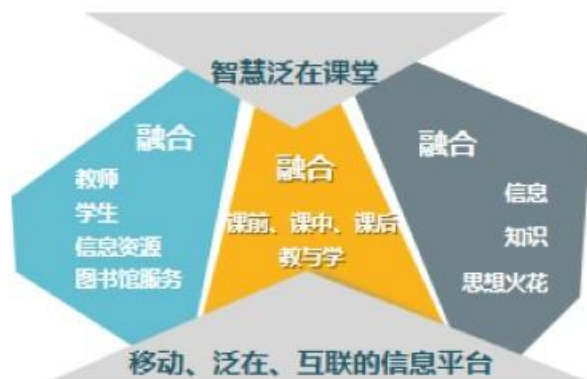 智慧泛在课堂
融合
教师
学生
信息资源
图书馆服务
融合
课前、课中、课后
教与学
融合
信息
知识
思想火花
移动、泛在、互联的信息平台